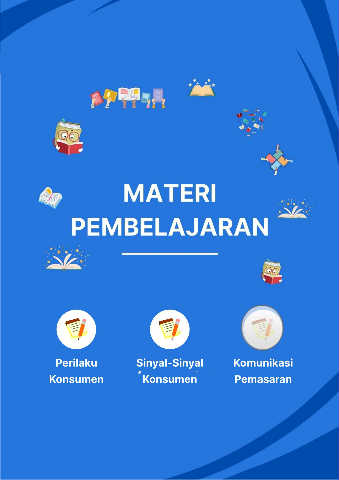 MATERI
PEMBELAJARAN
Perilaku
Konsumen
Sinyal-Sinyal
Konsumen
Komunikasi
Pemasaran